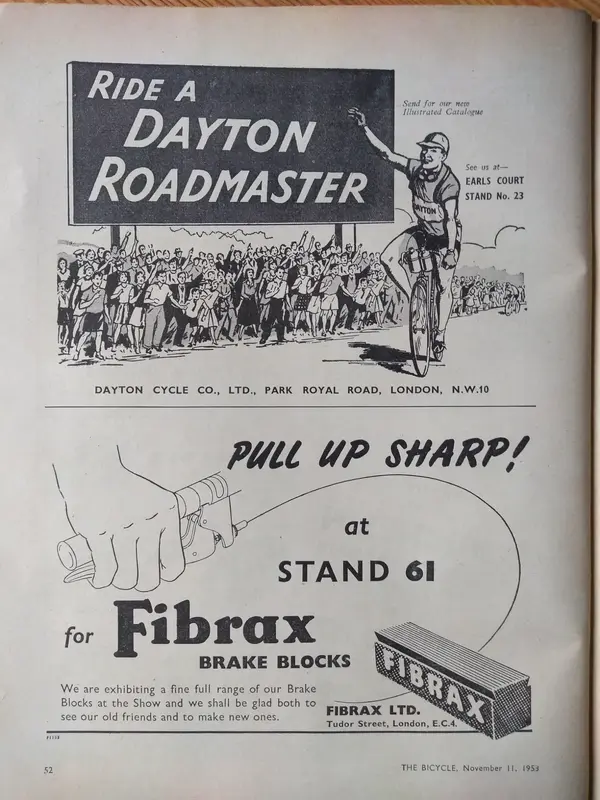 RIDE A
DAYTON
ROADMASTER
Send for our new
Illustrated Catalogue
See us at—
EARLS COURT
STAND No. 23
DAYTON
DAYTON CYCLE CO., LTD., PARK ROYAL ROAD, LONDON, N.W.10
PULL UP SHARP!
at
STAND 61
for Fibrax
BRAKE BLOCKS
We are exhibiting a fine full range of our Brake
Blocks at the Show and we shall be glad both to
see our old friends and to make new ones.
FIBRAX
FIBRAX LTD.
Tudor Street, London, E.C.4.
52
THE BICYCLE, November 11, 1953